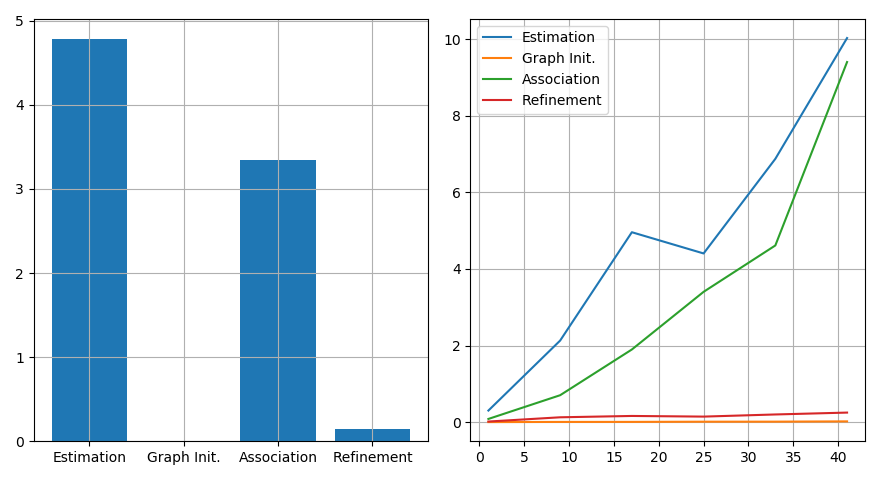 5
4
3
2
1
0
Estimation Graph Init. Association Refinement
10
8
6
4
2
0
0 5 10 15 20 25 30 35 40
Estimation
Graph Init.
Association
Refinement